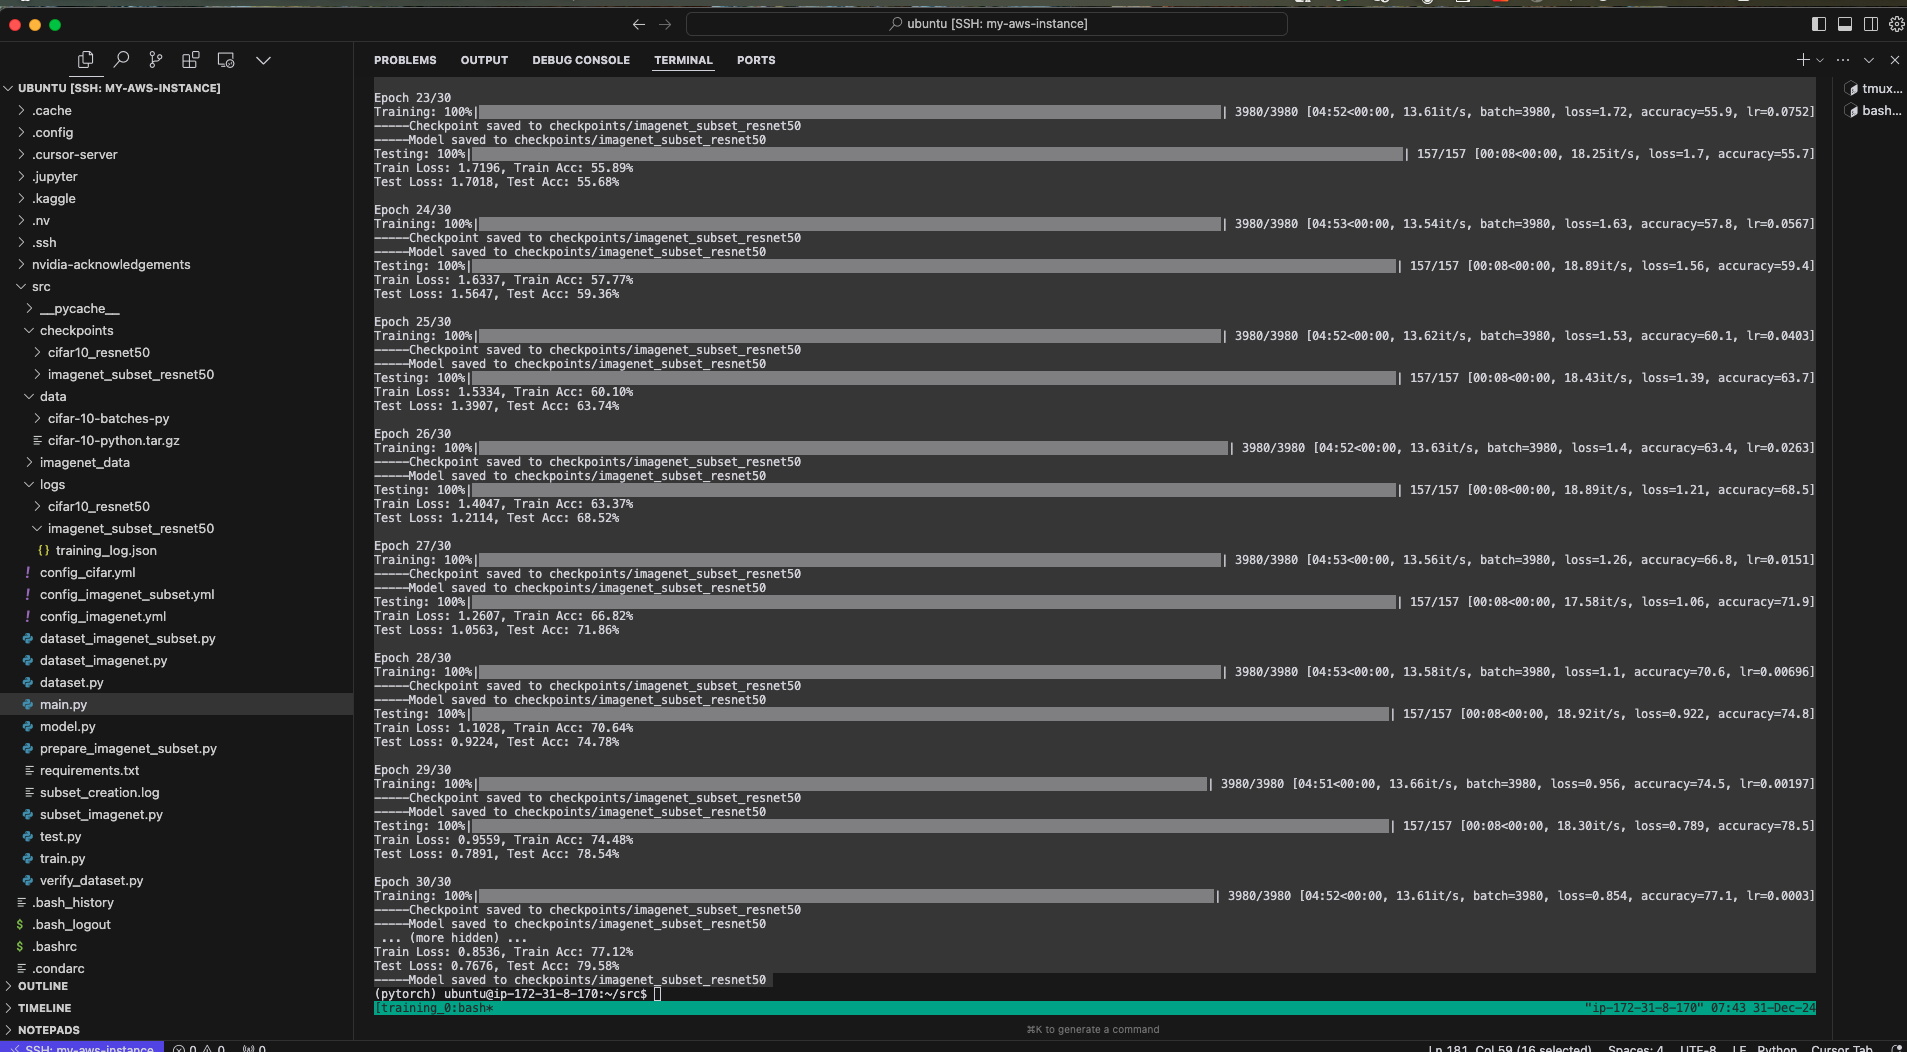 ubuntu [SSH: my-aws-instance]
PROBLEMS OUTPUT DEBUG CONSOLE TERMINAL PORTS
UBUNTU [SSH: MY-AWS-INSTANCE]
.cache
.config
.cursor-server
.jupyter
.kaggle
.nv
.ssh
nvidia-acknowledgements
src
__pycache__
checkpoints
cifar10_resnet50
imagenet_subset_resnet50
data
cifar-10-batches-py
cifar-10-python.tar.gz
imagenet_data
logs
cifar10_resnet50
imagenet_subset_resnet50
{} training_log.json
! config_cifar.yml
! config_imagenet_subset.yml
! config_imagenet.yml
dataset_imagenet_subset.py
dataset_imagenet.py
dataset.py
main.py
model.py
prepare_imagenet_subset.py
requirements.txt
subset_creation.log
subset_imagenet.py
test.py
train.py
verify_dataset.py
.bash_history
$ .bash_logout
$ .bashrc
.condarc
OUTLINE
TIMELINE
NOTEPADS
Epoch 23/30
Training: 100%| | 3980/3980 [04:52<00:00, 13.61it/s, batch=3980, loss=1.72, accuracy=55.9, lr=0.0752]
-----Checkpoint saved to checkpoints/imagenet_subset_resnet50
-----Model saved to checkpoints/imagenet_subset_resnet50
Testing: 100%| | 157/157 [00:08<00:00, 18.25it/s, loss=1.7, accuracy=55.7]
Train Loss: 1.7196, Train Acc: 55.89%
Test Loss: 1.7018, Test Acc: 55.68%
Epoch 24/30
Training: 100%| | 3980/3980 [04:53<00:00, 13.54it/s, batch=3980, loss=1.63, accuracy=57.8, lr=0.0567]
-----Checkpoint saved to checkpoints/imagenet_subset_resnet50
-----Model saved to checkpoints/imagenet_subset_resnet50
Testing: 100%| | 157/157 [00:08<00:00, 18.89it/s, loss=1.56, accuracy=59.4]
Train Loss: 1.6337, Train Acc: 57.77%
Test Loss: 1.5647, Test Acc: 59.36%
Epoch 25/30
Training: 100%| | 3980/3980 [04:52<00:00, 13.62it/s, batch=3980, loss=1.53, accuracy=60.1, lr=0.0403]
-----Checkpoint saved to checkpoints/imagenet_subset_resnet50
-----Model saved to checkpoints/imagenet_subset_resnet50
Testing: 100%| | 157/157 [00:08<00:00, 18.43it/s, loss=1.39, accuracy=63.7]
Train Loss: 1.5334, Train Acc: 60.10%
Test Loss: 1.3907, Test Acc: 63.74%
Epoch 26/30
Training: 100%| | 3980/3980 [04:52<00:00, 13.63it/s, batch=3980, loss=1.4, accuracy=63.4, lr=0.0263]
-----Checkpoint saved to checkpoints/imagenet_subset_resnet50
-----Model saved to checkpoints/imagenet_subset_resnet50
Testing: 100%| | 157/157 [00:08<00:00, 18.89it/s, loss=1.21, accuracy=68.5]
Train Loss: 1.4047, Train Acc: 63.37%
Test Loss: 1.2114, Test Acc: 68.52%
Epoch 27/30
Training: 100%| | 3980/3980 [04:53<00:00, 13.56it/s, batch=3980, loss=1.26, accuracy=66.8, lr=0.0151]
-----Checkpoint saved to checkpoints/imagenet_subset_resnet50
-----Model saved to checkpoints/imagenet_subset_resnet50
Testing: 100%| | 157/157 [00:08<00:00, 17.58it/s, loss=1.06, accuracy=71.9]
Train Loss: 1.2607, Train Acc: 66.82%
Test Loss: 1.0563, Test Acc: 71.86%
Epoch 28/30
Training: 100%| | 3980/3980 [04:53<00:00, 13.58it/s, batch=3980, loss=1.1, accuracy=70.6, lr=0.00696]
-----Checkpoint saved to checkpoints/imagenet_subset_resnet50
-----Model saved to checkpoints/imagenet_subset_resnet50
Testing: 100%| | 157/157 [00:08<00:00, 18.92it/s, loss=0.922, accuracy=74.8]
Train Loss: 1.1028, Train Acc: 70.64%
Test Loss: 0.9224, Test Acc: 74.78%
Epoch 29/30
Training: 100%| | 3980/3980 [04:51<00:00, 13.66it/s, batch=3980, loss=0.956, accuracy=74.5, lr=0.00197]
-----Checkpoint saved to checkpoints/imagenet_subset_resnet50
-----Model saved to checkpoints/imagenet_subset_resnet50
Testing: 100%| | 157/157 [00:08<00:00, 18.30it/s, loss=0.789, accuracy=78.5]
Train Loss: 0.9559, Train Acc: 74.48%
Test Loss: 0.7891, Test Acc: 78.54%
Epoch 30/30
Training: 100%| | 3980/3980 [04:52<00:00, 13.61it/s, batch=3980, loss=0.854, accuracy=77.1, lr=0.0003]
-----Checkpoint saved to checkpoints/imagenet_subset_resnet50
-----Model saved to checkpoints/imagenet_subset_resnet50
... (more hidden) ...
Train Loss: 0.8536, Train Acc: 77.12%
Test Loss: 0.7676, Test Acc: 79.58%
-----Model saved to checkpoints/imagenet_subset_resnet50
(pytorch) ubuntu@ip-172-31-8-170:~/src$
[training_0:bash* "ip-172-31-8-170" 07:43 31-Dec-24
⌘K to generate a command
tmux...
bash...
SSH: my-aws-instance 0 0 0 Ln 181, Col 59 (16 selected) Spaces: 4 UTF-8 LF Python Cursor Tab